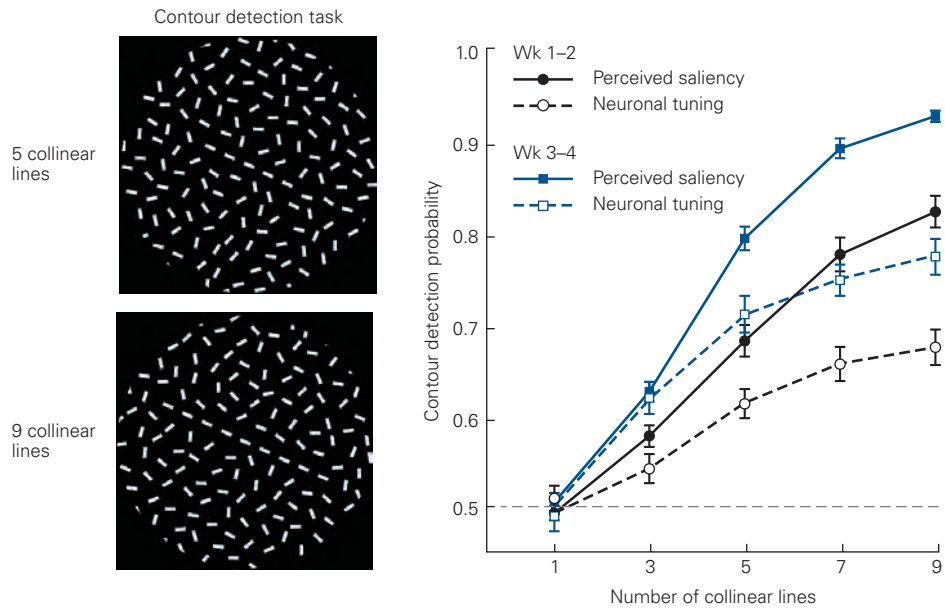 Contour detection task
5 collinear
lines
9 collinear
lines
Contour detection probability
1.0
0.9
0.8
0.7
0.6
0.5
Wk 1–2
Perceived saliency
Neuronal tuning
Wk 3–4
Perceived saliency
Neuronal tuning
1 3 5 7 9
Number of collinear lines